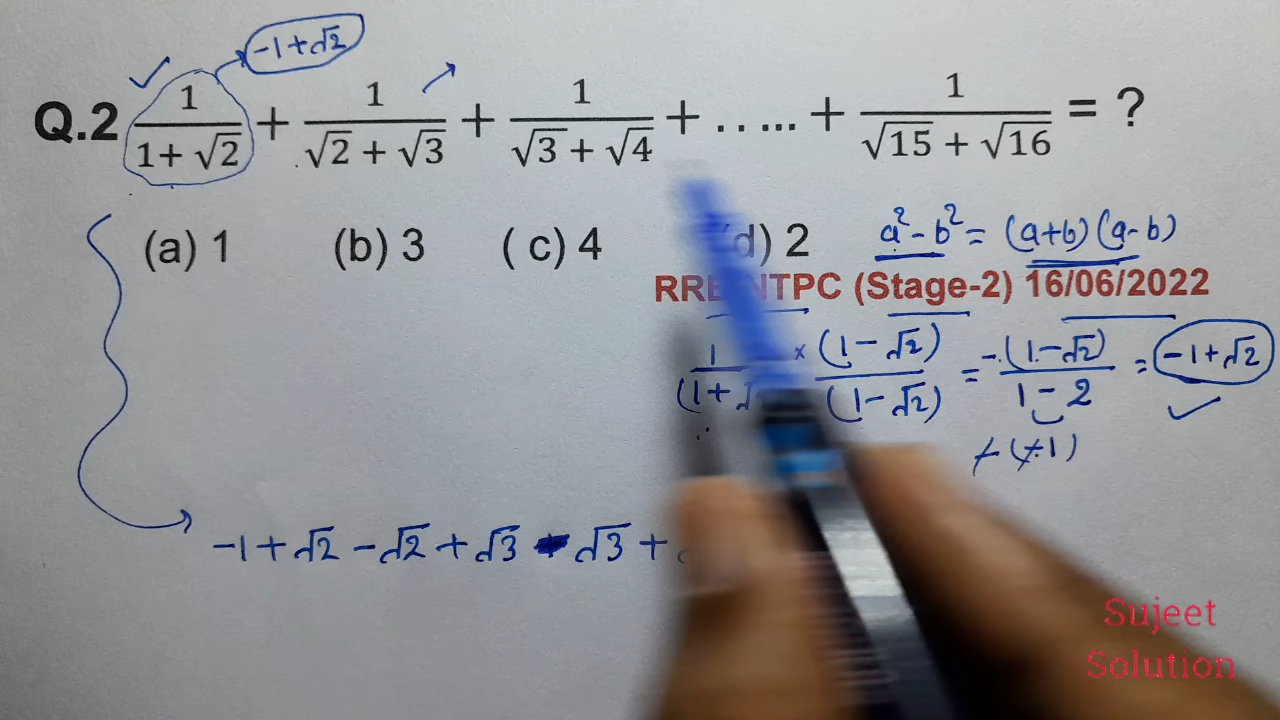 -1+√2
Q.2 1/(1+ √2) + 1/(√2 + √3) + 1/(√3 + √4) + ..... + 1/(√15 + √16) = ?
(a) 1 (b) 3 ( c) 4 d) 2 a² - b² = (a+b) (a-b)
NTPC (Stage-2) 16/06/2022
1/(1+ × (1-√2)/(1-√2) = -(1-√2)/(1-2) = -1+√2
-1+√2 -√2 +√3 - √3 +
Sujeet
Solution